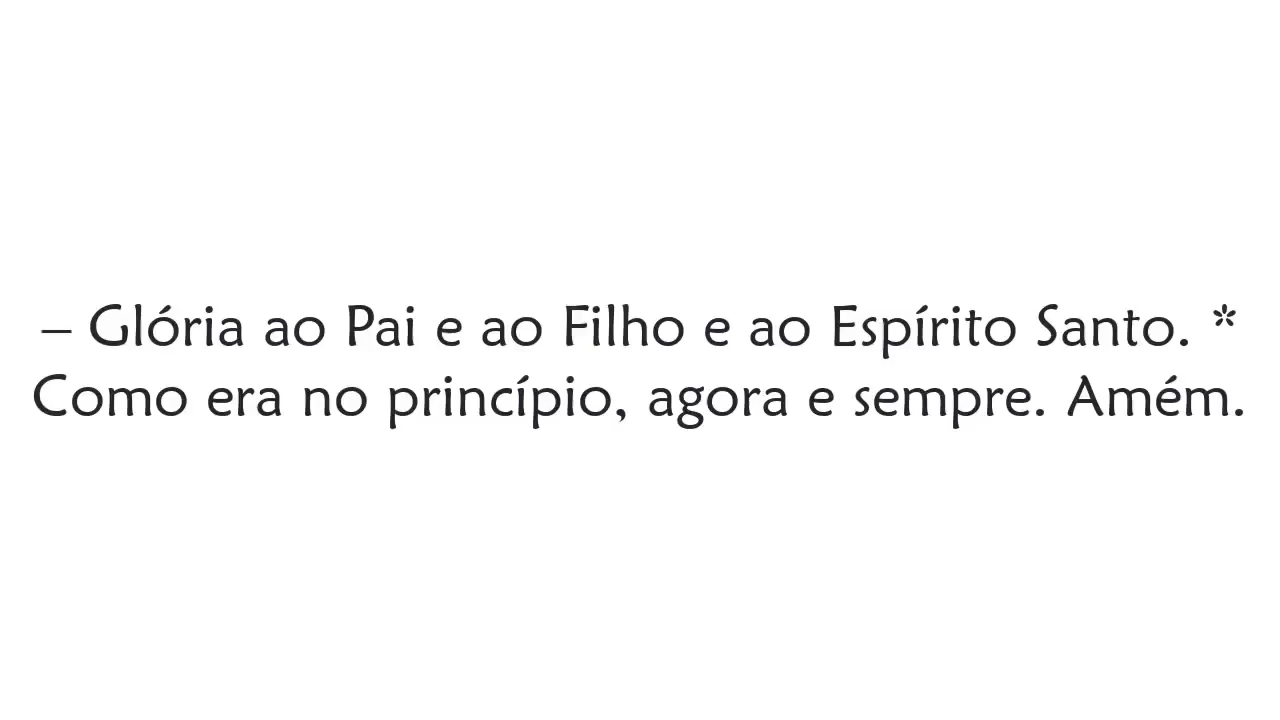 – Glória ao Pai e ao Filho e ao Espírito Santo. *
Como era no princípio, agora e sempre. Amém.